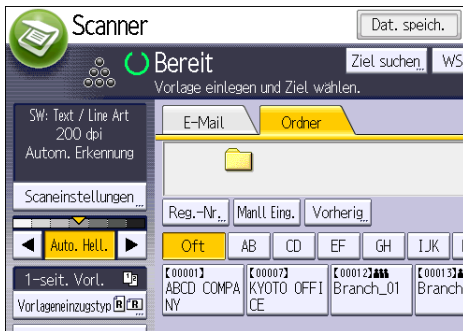 Scanner
Dat. speich.
Bereit
Ziel suchen
WS
Vorlage einlegen und Ziel wählen.
SW: Text / Line Art
200 dpi
Autom. Erkennung
Scaneinstellungen
Auto. Hell.
1-seit. Vorl.
Vorlageneinzugstyp
E-Mail
Ordner
Reg.-Nr.
Manll Eing.
Vorherig.
Oft
AB
CD
EF
GH
IJK
[00001]
ABCD COMPA
NY
[00007]
KYOTO OFFI
CE
[00012]
Branch_01
[00013]
Branch